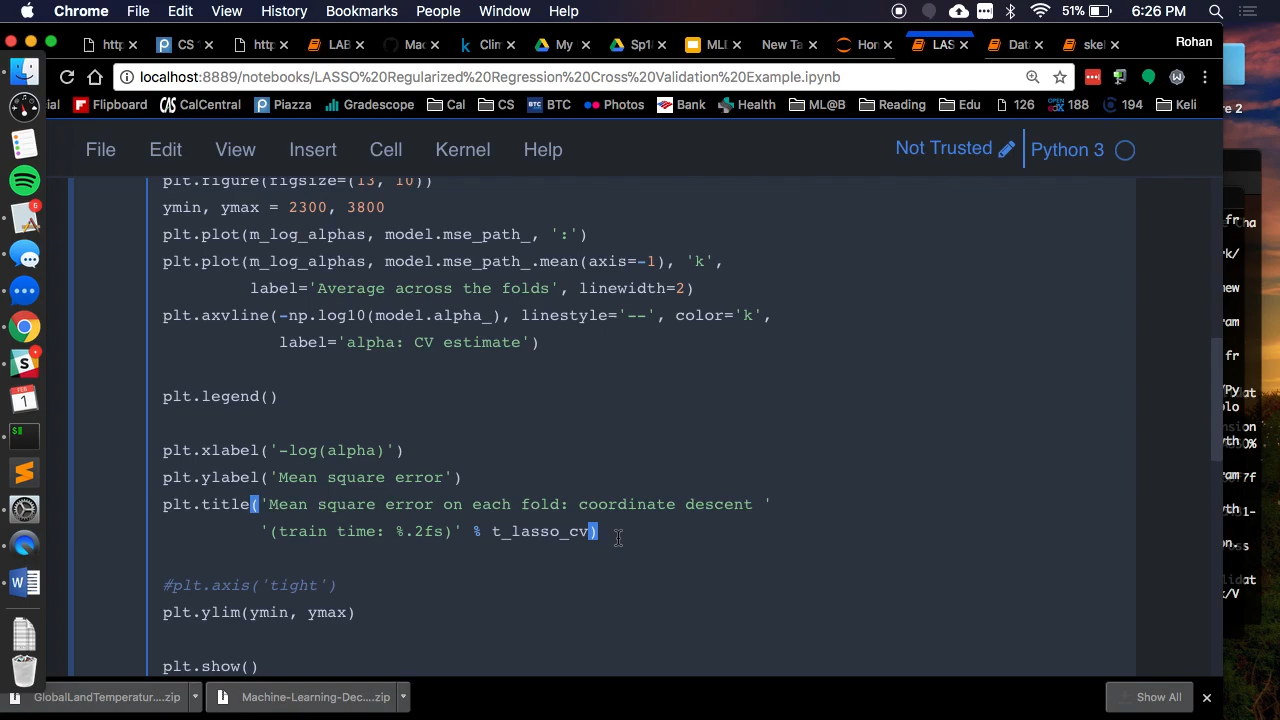 Chrome File Edit View History Bookmarks People Window Help 51% 6:26 PM
http CS http LAB Mac Clim My Sp1 MLD New Ta Hor LAS Dat skel Rohan
localhost:8889/notebooks/LASSO%20Regularized%20Regression%20Cross%20Validation%20Example.ipynb
ial Flipboard CalCentral Piazza Gradescope Cal CS BTC Photos Bank Health ML@B Reading Edu 126 188 194 Keli
File Edit View Insert Cell Kernel Help Not Trusted Python 3
plt.figure(figsize=(13, 10))
ymin, ymax = 2300, 3800
plt.plot(m_log_alphas, model.mse_path_, ':')
plt.plot(m_log_alphas, model.mse_path_.mean(axis=-1), 'k',
label='Average across the folds', linewidth=2)
plt.axvline(-np.log10(model.alpha_), linestyle='--', color='k',
label='alpha: CV estimate')
plt.legend()
plt.xlabel('-log(alpha)')
plt.ylabel('Mean square error')
plt.title('Mean square error on each fold: coordinate descent '
'(train time: %.2fs)' % t_lasso_cv)
#plt.axis('tight')
plt.ylim(ymin, ymax)
plt.show()
GlobalLandTemperatur....zip Machine-Learning-Dec....zip Show All